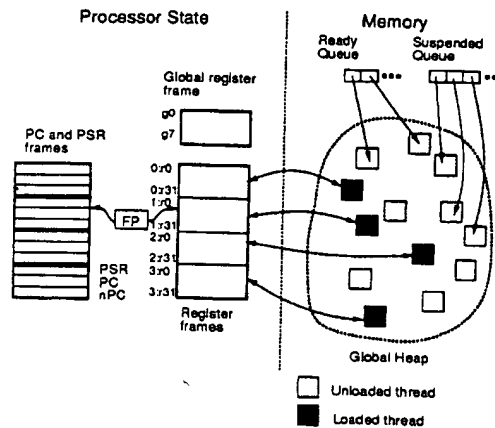 Processor State
Memory
Ready
Queue
Suspended
Queue
Global register
frame
g0
g7
PC and PSR
frames
0:r0
0:r31
1:r0
FP
1:r31
2:r0
2:r31
3:r0
3:r31
PSR
PC
nPC
Register
frames
Global Heap
Unloaded thread
Loaded thread